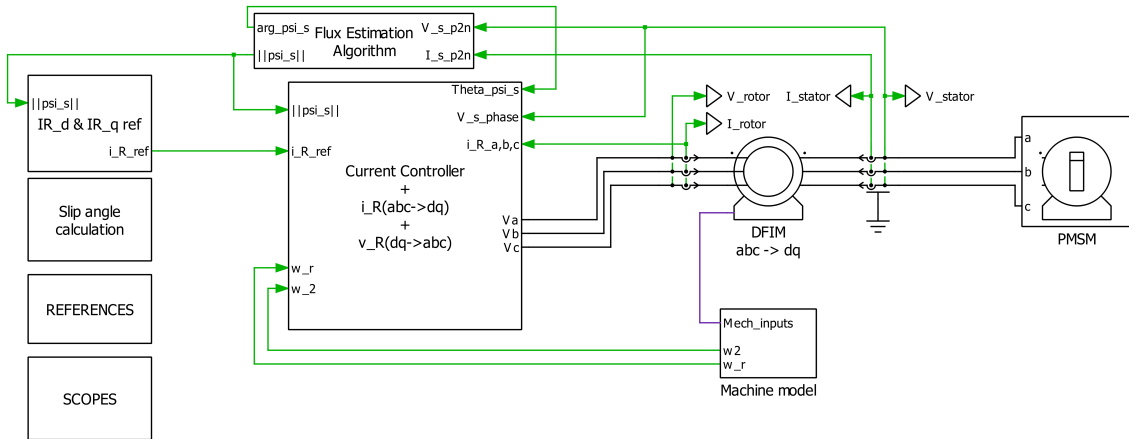 arg_psi_s
||psi_s||
Flux Estimation
Algorithm
V_s_p2n
I_s_p2n
||psi_s||
IR_d & IR_q ref
i_R_ref
Slip angle
calculation
REFERENCES
SCOPES
||psi_s||
i_R_ref
w_r
w_2
Theta_psi_s
V_s_phase
i_R_a,b,c
Current Controller
+
i_R(abc->dq)
+
v_R(dq->abc)
Va
Vb
Vc
V_rotor
I_rotor
I_stator
V_stator
DFIM
abc -> dq
a
b
c
PMSM
Mech_inputs
w2
w_r
Machine model